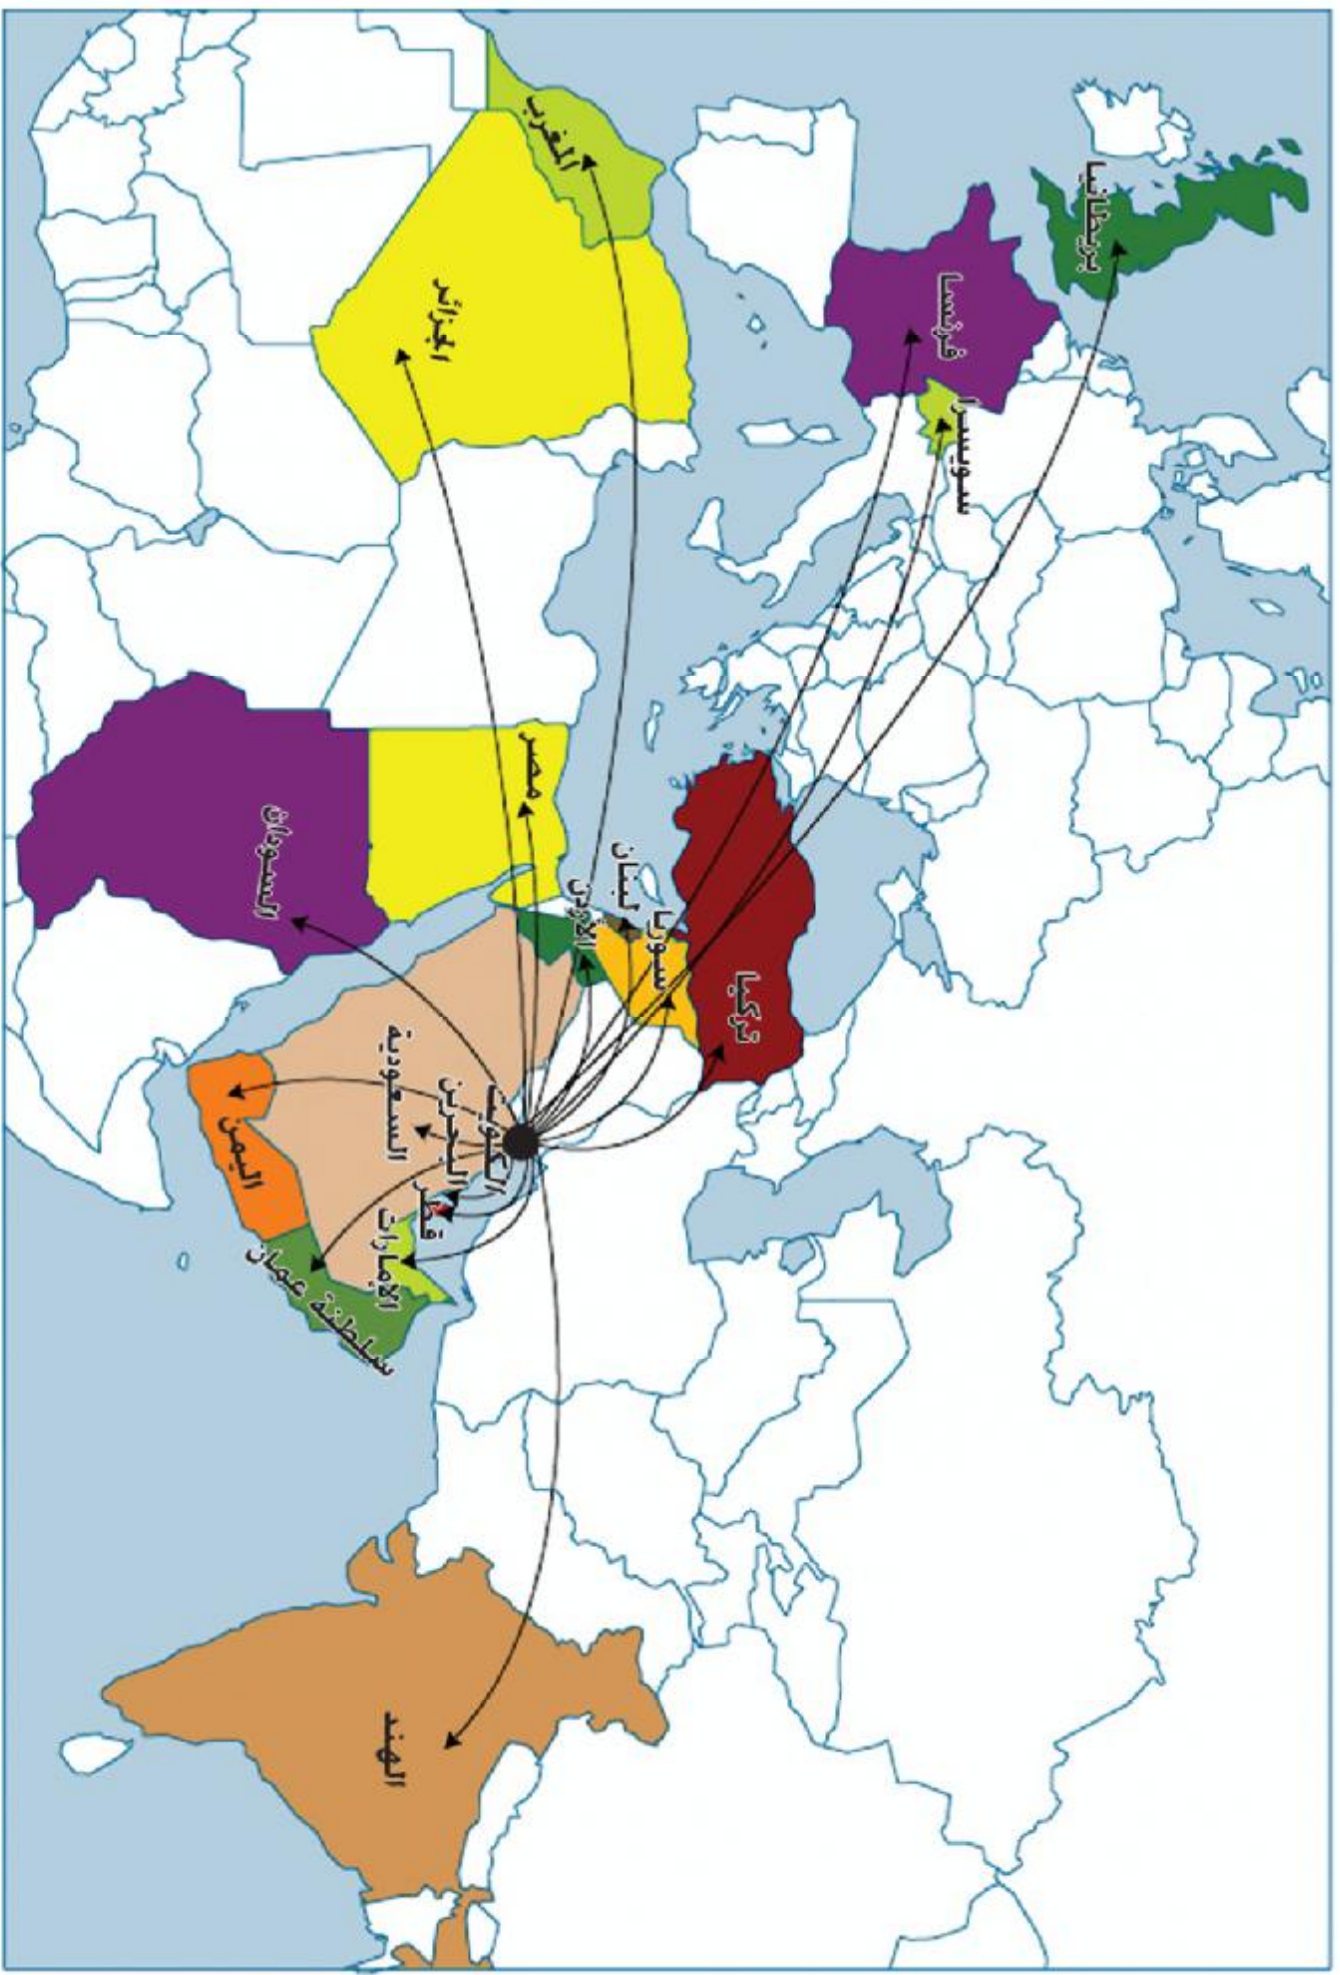 بريطانيا
فرنسا
سويسرا
المغرب
الجزائر
تركيا
سوريا
لبنان
الأردن
مصر
السودان
الكويت
البحرين
السعودية
قطر
الإمارات
اليمن
سلطنة عمان
الهند